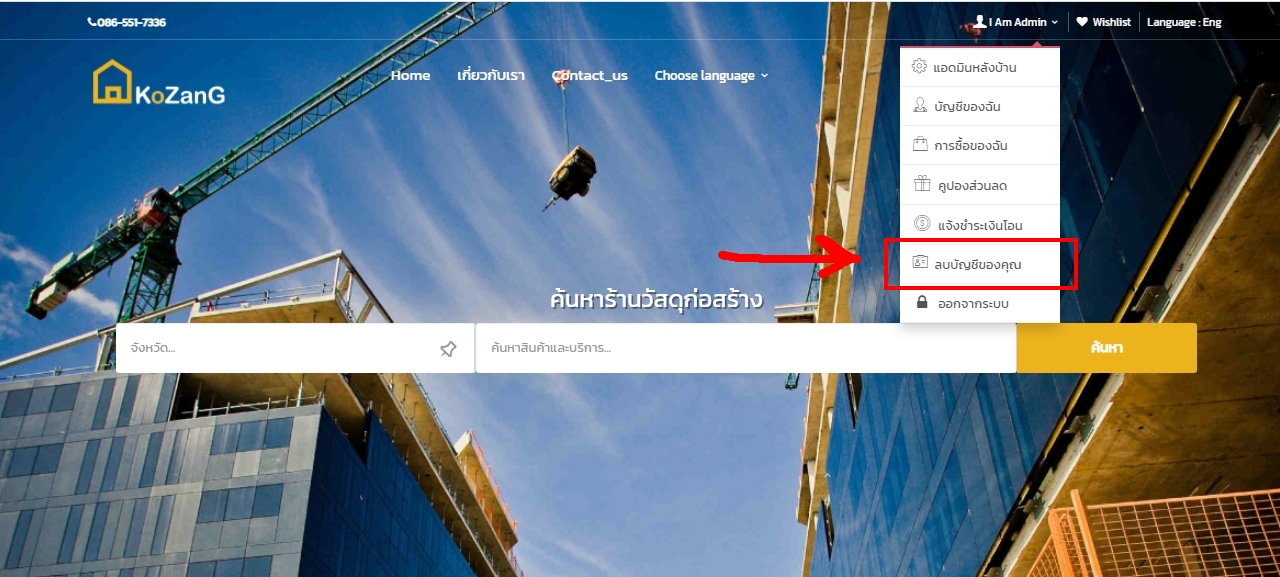 086-551-7336
I Am Admin
Wishlist
Language : Eng
KoZanG
Home
เกี่ยวกับเรา
Contact_us
Choose language
แอดมินหลังบ้าน
บัญชีของฉัน
การซื้อของฉัน
คูปองส่วนลด
แจ้งชำระเงินโอน
ลบบัญชีของคุณ
ออกจากระบบ
ค้นหาร้านวัสดุก่อสร้าง
จังหวัด...
ค้นหาสินค้าและบริการ...
ค้นหา